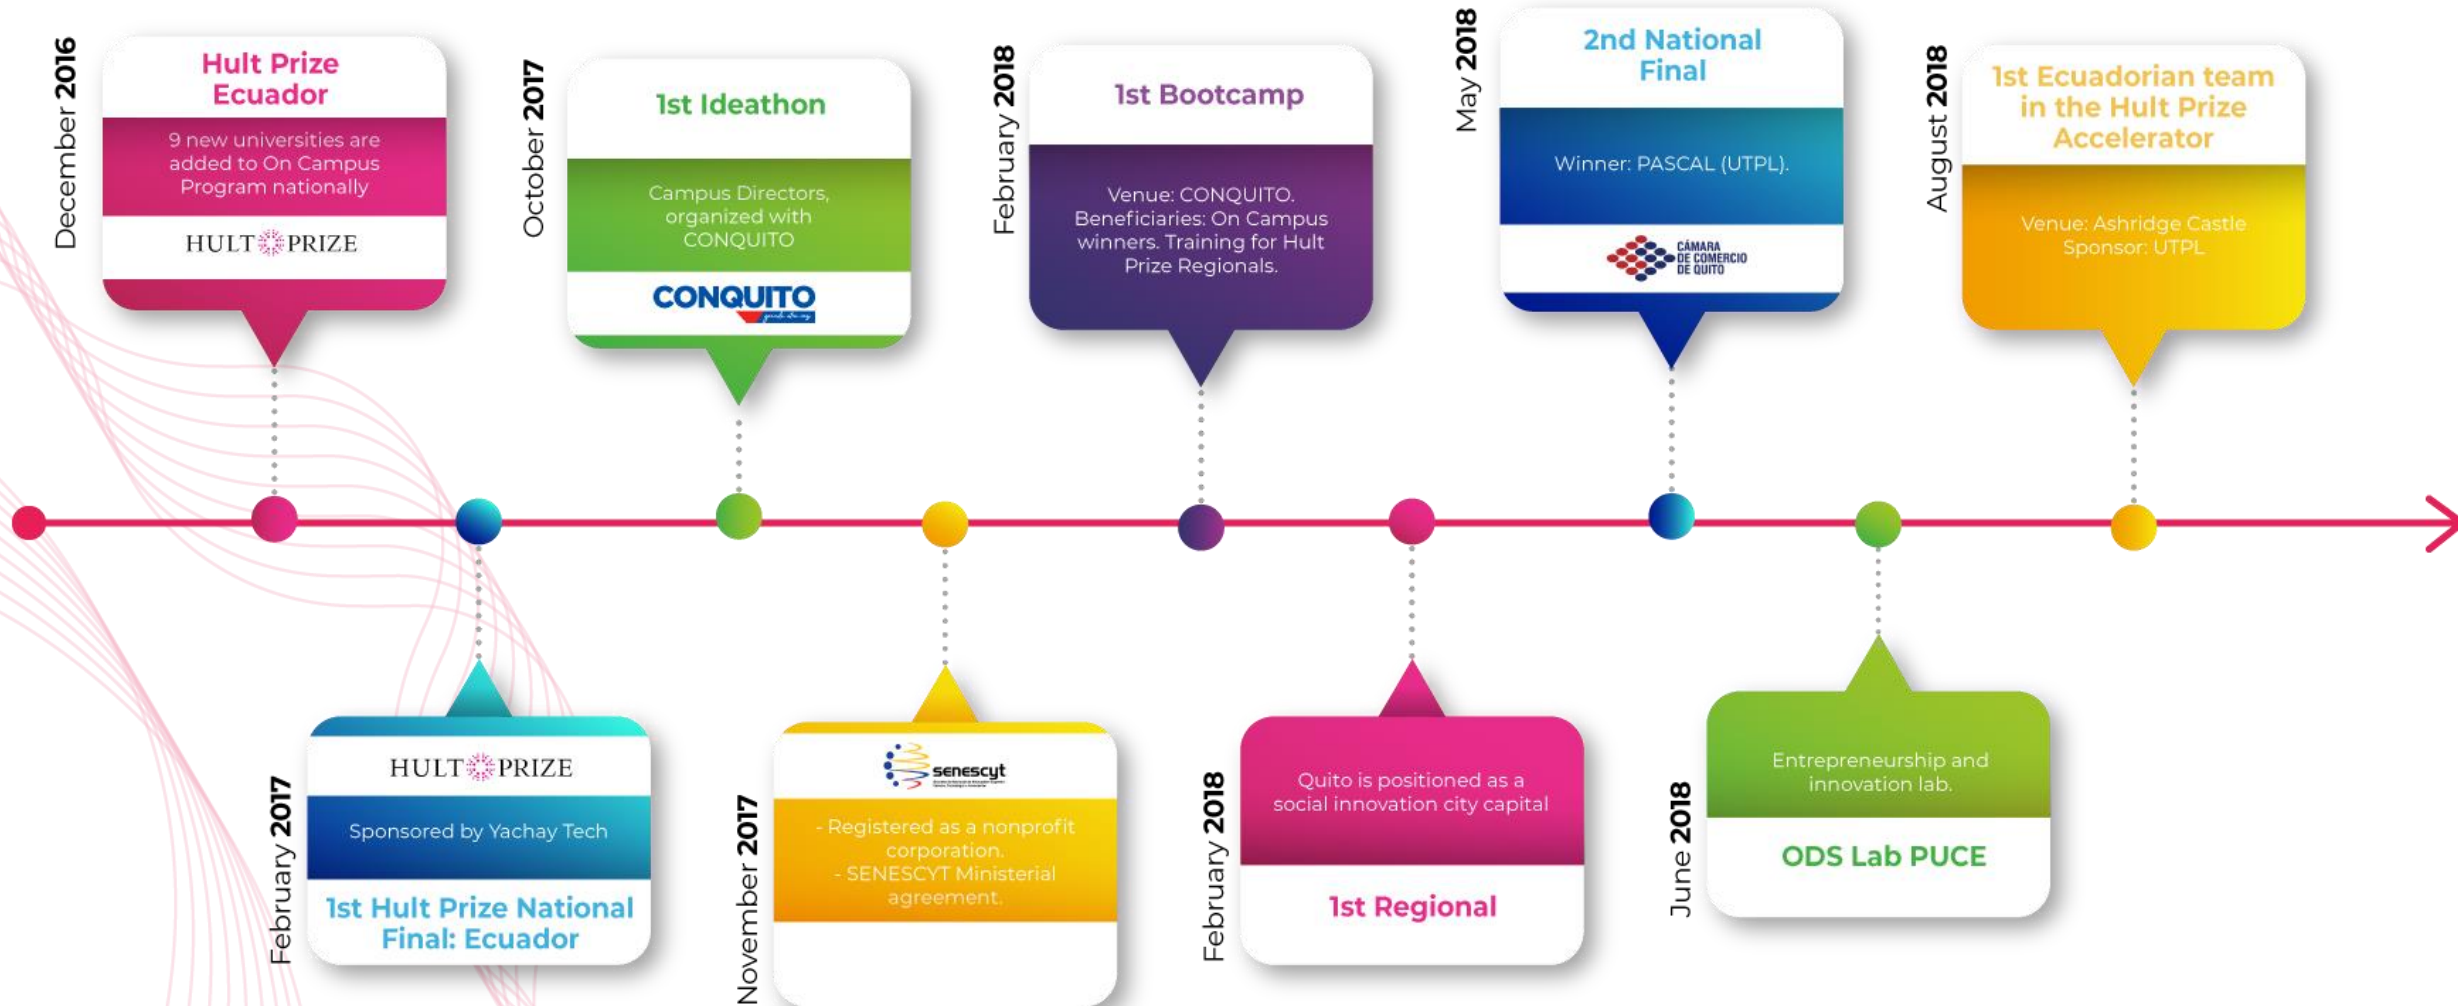 December 2016
Hult Prize
Ecuador
9 new universities are
added to On Campus
Program nationally
HULT PRIZE
February 2017
HULT PRIZE
Sponsored by Yachay Tech
1st Hult Prize National
Final: Ecuador
October 2017
1st Ideathon
Campus Directors,
organized with
CONQUITO
CONQUITO
November 2017
senescyt
- Registered as a nonprofit
corporation.
- SENESCYT Ministerial
agreement.
February 2018
1st Bootcamp
Venue: CONQUITO.
Beneficiaries: On Campus
winners. Training for Hult
Prize Regionals.
February 2018
Quito is positioned as a
social innovation city capital
1st Regional
May 2018
2nd National
Final
Winner: PASCAL (UTPL).
CÁMARA
DE COMERCIO
DE QUITO
June 2018
Entrepreneurship and
innovation lab.
ODS Lab PUCE
August 2018
1st Ecuadorian team
in the Hult Prize
Accelerator
Venue: Ashridge Castle
Sponsor: UTPL